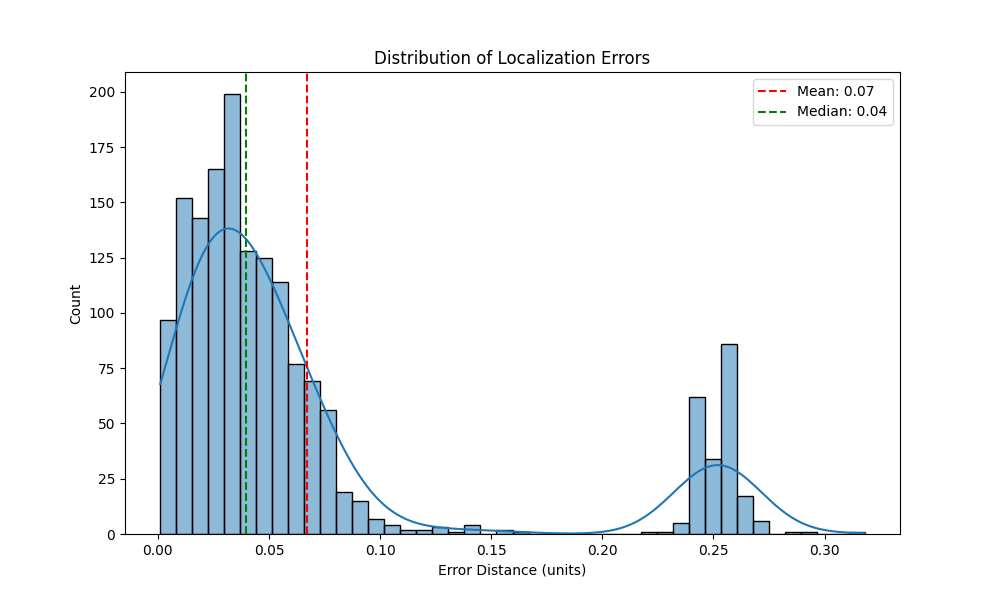 Distribution of Localization Errors
Mean: 0.07
Median: 0.04
200
175
150
125
100
75
50
25
0
Count
0.00 0.05 0.10 0.15 0.20 0.25 0.30
Error Distance (units)